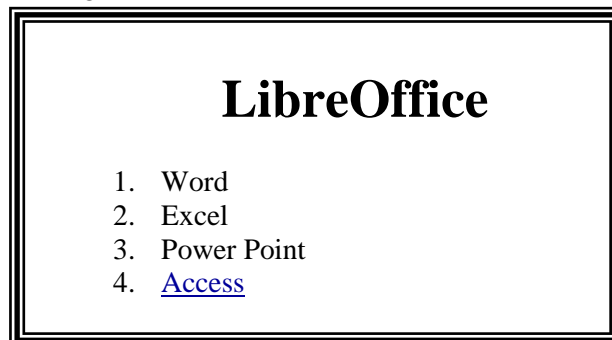 LibreOffice
1. Word
2. Excel
3. Power Point
4. Access